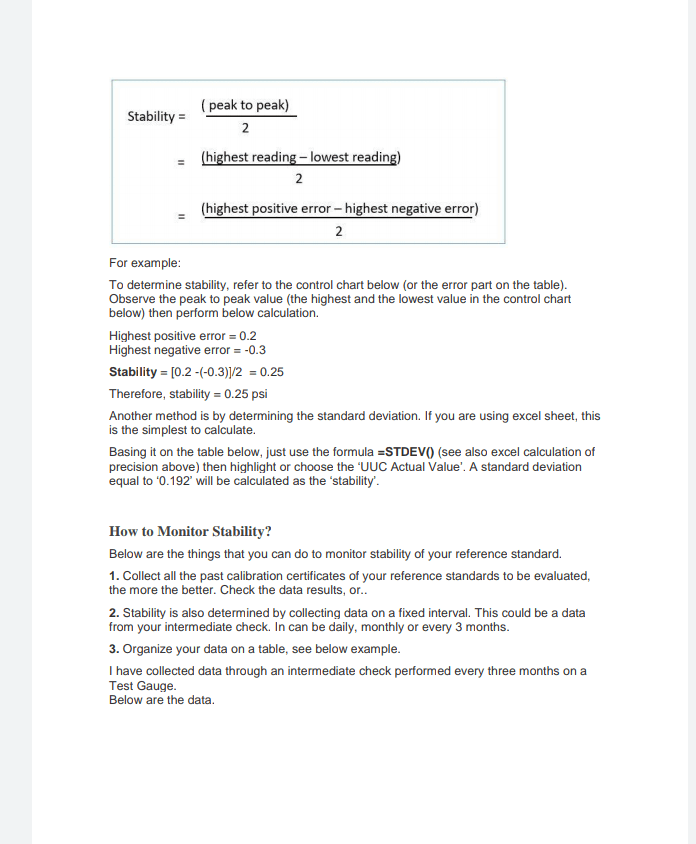 Stability = ( peak to peak)
2
= (highest reading – lowest reading)
2
= (highest positive error – highest negative error)
2
For example:
To determine stability, refer to the control chart below (or the error part on the table).
Observe the peak to peak value (the highest and the lowest value in the control chart
below) then perform below calculation.
Highest positive error = 0.2
Highest negative error = -0.3
Stability = [0.2 -(-0.3)]/2 = 0.25
Therefore, stability = 0.25 psi
Another method is by determining the standard deviation. If you are using excel sheet, this
is the simplest to calculate.
Basing it on the table below, just use the formula =STDEV() (see also excel calculation of
precision above) then highlight or choose the ‘UUC Actual Value’. A standard deviation
equal to ‘0.192’ will be calculated as the ‘stability’.
How to Monitor Stability?
Below are the things that you can do to monitor stability of your reference standard.
1. Collect all the past calibration certificates of your reference standards to be evaluated,
the more the better. Check the data results, or..
2. Stability is also determined by collecting data on a fixed interval. This could be a data
from your intermediate check. In can be daily, monthly or every 3 months.
3. Organize your data on a table, see below example.
I have collected data through an intermediate check performed every three months on a
Test Gauge.
Below are the data.